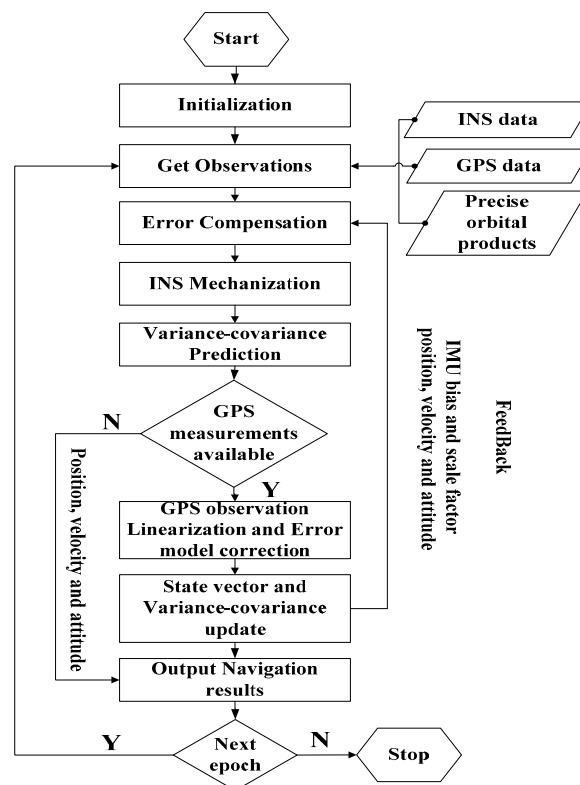 Start
Initialization
INS data
Get Observations
GPS data
Error Compensation
Precise
orbital
products
INS Mechanization
Variance-covariance
Prediction
N
GPS
measurements
available
Y
Position, velocity and attitude
IMU bias and scale factor
position, velocity and attitude
FeedBack
GPS observation
Linearization and Error
model correction
State vector and
Variance-covariance
update
Output Navigation
results
Y
Next
epoch
N
Stop